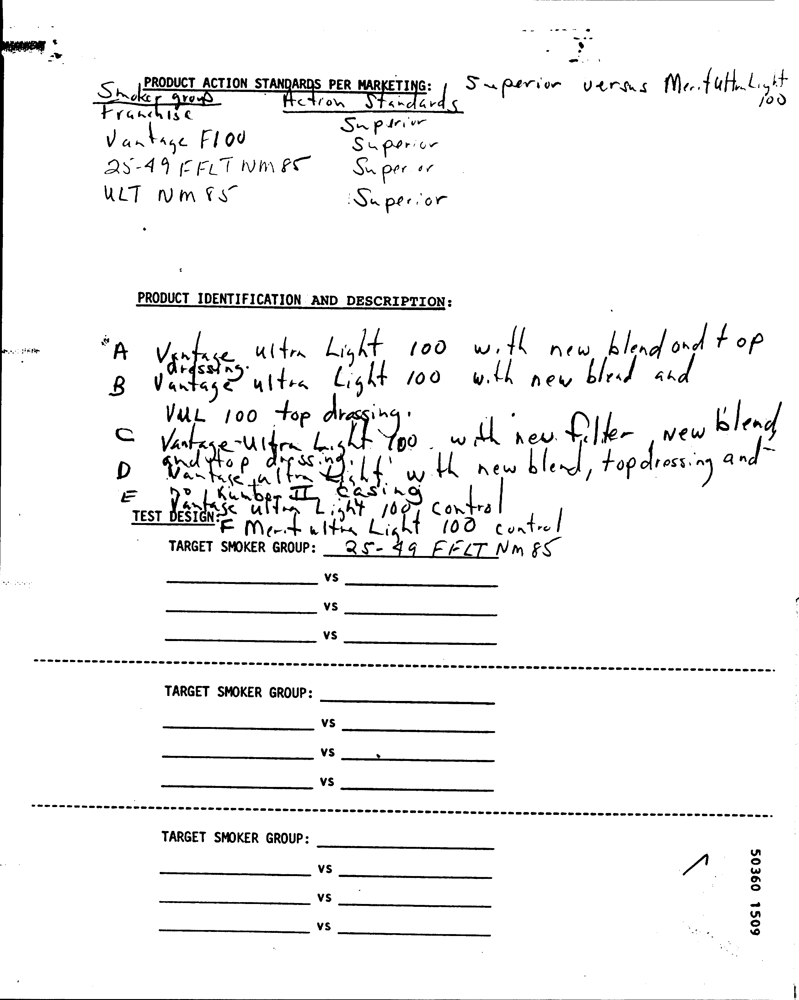 PRODUCT ACTION STANDARDS PER MARKETING: Superior versus Merit Ultra Light 100
Smoker group Action Standards
Franchise Superior
Vantage F100 Superior
25-49 FFLT NM 85 Superior
ULT NM 85 Superior
PRODUCT IDENTIFICATION AND DESCRIPTION:
A Vantage ultra Light 100 with new blend and top
dressing.
B Vantage ultra Light 100 with new blend and
VUL 100 top dressing.
C Vantage Ultra Light 100 with new filter, new blend
and top dressing
D Vantage ultra Light with new blend, top dressing and
no Number II casing
E Vantage ultra Light 100 control
TEST DESIGN: F Merit ultra Light 100 control
TARGET SMOKER GROUP: 25-49 FFLT NM 85
VS
VS
VS
TARGET SMOKER GROUP:
VS
VS
VS
TARGET SMOKER GROUP:
VS
VS
VS
50360 1509